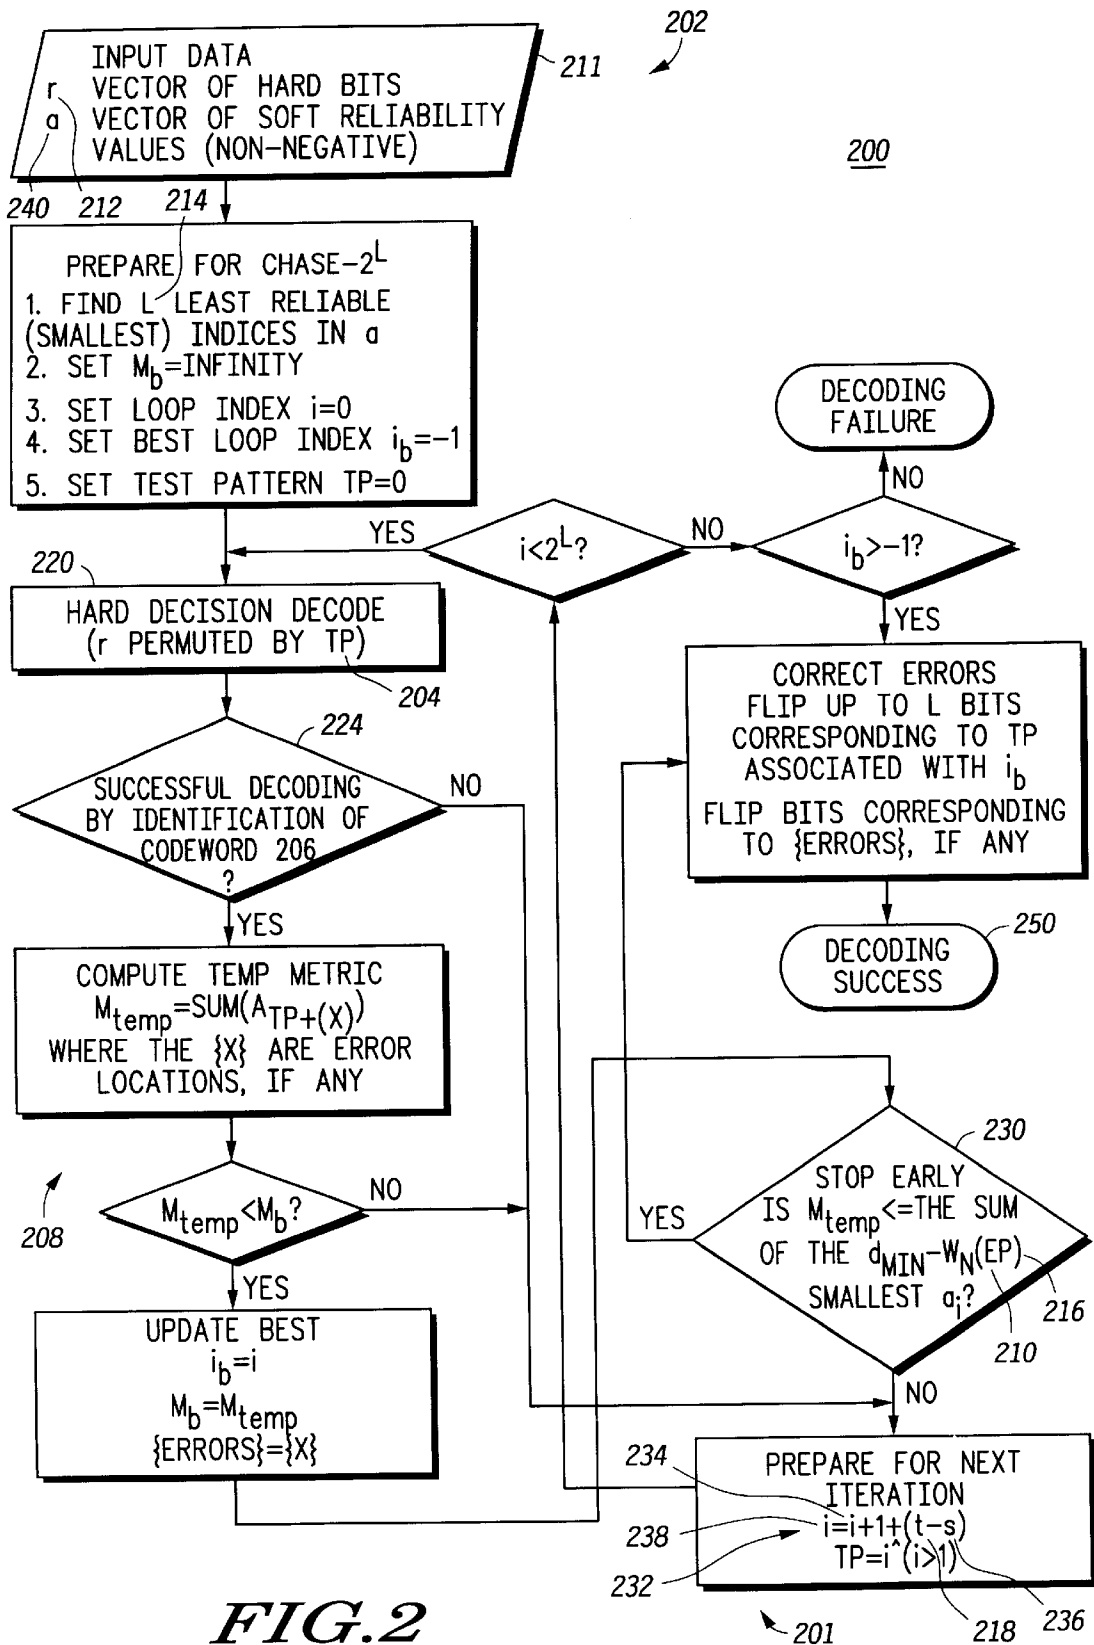 202
200
INPUT DATA
r VECTOR OF HARD BITS
a VECTOR OF SOFT RELIABILITY
VALUES (NON-NEGATIVE)
211
240
212
214
PREPARE FOR CHASE-2^L
1. FIND L LEAST RELIABLE
(SMALLEST) INDICES IN a
2. SET M_b=INFINITY
3. SET LOOP INDEX i=0
4. SET BEST LOOP INDEX i_b=-1
5. SET TEST PATTERN TP=0
YES
i<2^L?
NO
i_b>-1?
NO
DECODING
FAILURE
YES
220
HARD DECISION DECODE
(r PERMUTED BY TP)
204
224
SUCCESSFUL DECODING
BY IDENTIFICATION OF
CODEWORD 206
?
NO
YES
CORRECT ERRORS
FLIP UP TO L BITS
CORRESPONDING TO TP
ASSOCIATED WITH i_b
FLIP BITS CORRESPONDING
TO {ERRORS}, IF ANY
250
DECODING
SUCCESS
COMPUTE TEMP METRIC
M_temp=SUM(A_TP+(X))
WHERE THE {X} ARE ERROR
LOCATIONS, IF ANY
208
M_temp<M_b?
NO
YES
UPDATE BEST
i_b=i
M_b=M_temp
{ERRORS}={X}
230
STOP EARLY
IS M_temp<=THE SUM
OF THE d_MIN-W_N(EP)
SMALLEST a_i?
216
210
YES
NO
234
238
232
PREPARE FOR NEXT
ITERATION
i=i+1+(t-s)
TP=i^(i>1)
201
218
236
FIG.2